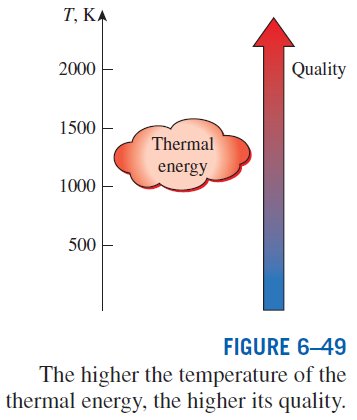 T, K
2000
Quality
1500
Thermal
energy
1000
500
FIGURE 6–49
The higher the temperature of the
thermal energy, the higher its quality.